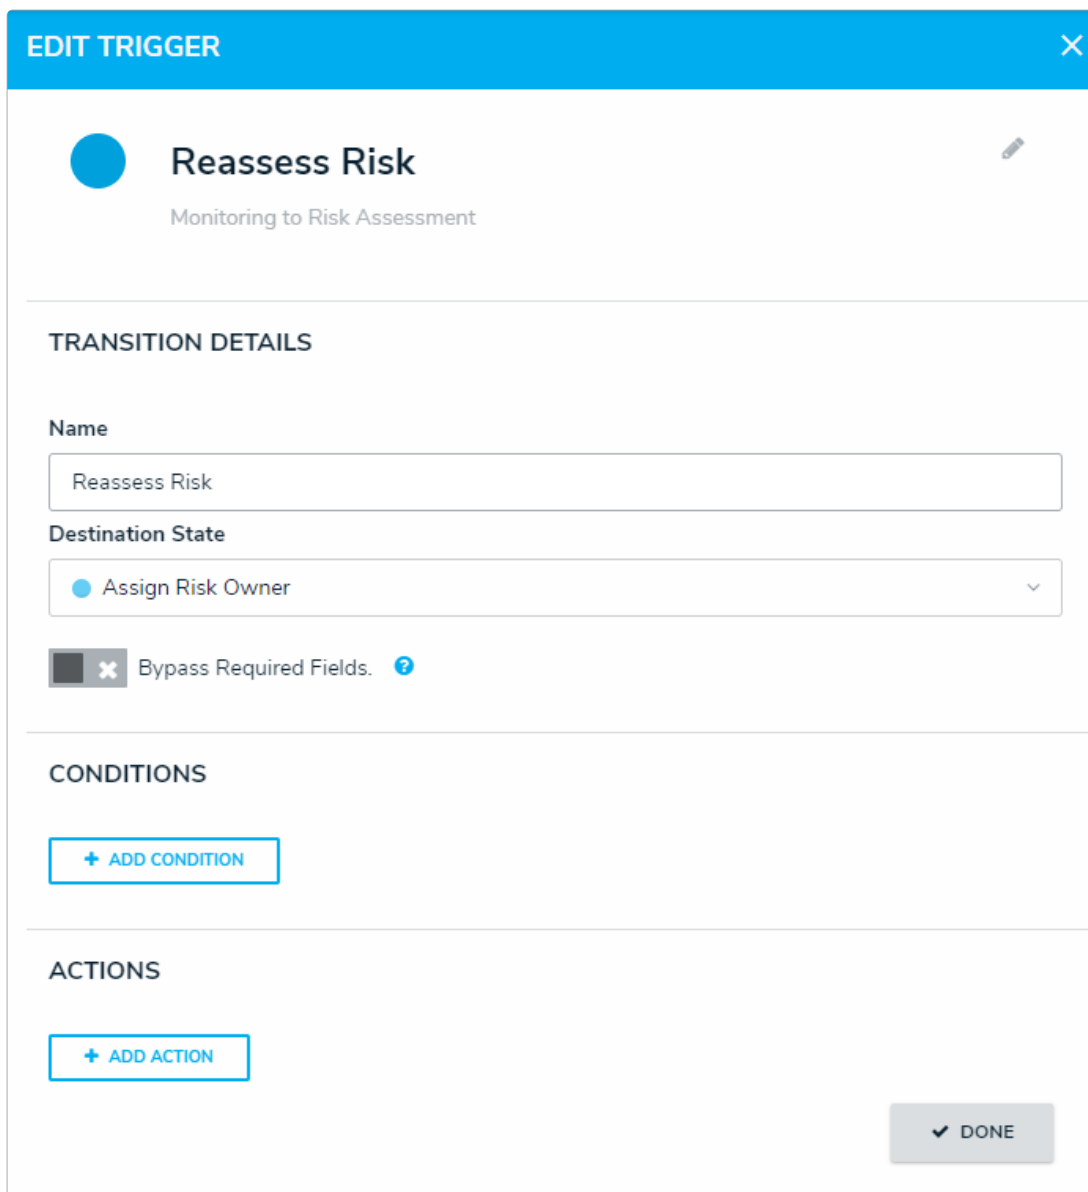 EDIT TRIGGER
Reassess Risk
Monitoring to Risk Assessment
TRANSITION DETAILS
Name
Reassess Risk
Destination State
Assign Risk Owner
Bypass Required Fields. ?
CONDITIONS
+ ADD CONDITION
ACTIONS
+ ADD ACTION
DONE